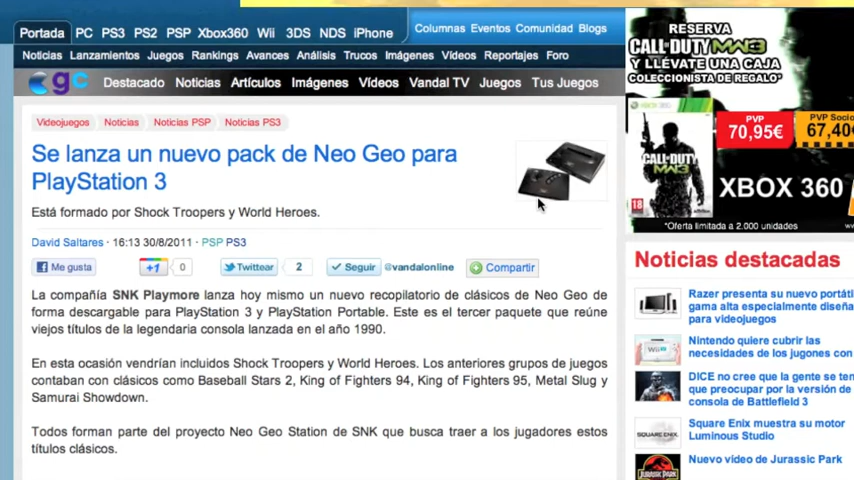 Portada PC PS3 PS2 PSP Xbox360 Wii 3DS NDS iPhone
Columnas Eventos Comunidad Blogs
Noticias Lanzamientos Juegos Rankings Avances Análisis Trucos Imágenes Vídeos Reportajes Foro
gc Destacado Noticias Artículos Imágenes Vídeos Vandal TV Juegos Tus Juegos
Videojuegos Noticias Noticias PSP Noticias PS3
Se lanza un nuevo pack de Neo Geo para
PlayStation 3
Está formado por Shock Troopers y World Heroes.
David Saltares - 16:13 30/8/2011 - PSP PS3
Me gusta +1 0 Twittear 2 Seguir @vandalonline Compartir
La compañía SNK Playmore lanza hoy mismo un nuevo recopilatorio de clásicos de Neo Geo de
forma descargable para PlayStation 3 y PlayStation Portable. Este es el tercer paquete que reúne
viejos títulos de la legendaria consola lanzada en el año 1990.
En esta ocasión vendrían incluidos Shock Troopers y World Heroes. Los anteriores grupos de juegos
contaban con clásicos como Baseball Stars 2, King of Fighters 94, King of Fighters 95, Metal Slug y
Samurai Showdown.
Todos forman parte del proyecto Neo Geo Station de SNK que busca traer a los jugadores estos
títulos clásicos.
RESERVA
CALL OF DUTY MW3
Y LLÉVATE UNA CAJA
COLECCIONISTA DE REGALO*
PVP
70,95€
PVP Socio
67,40€
CALL OF DUTY
MW3
18
XBOX 360
*Oferta limitada a 2.000 unidades
Noticias destacadas
Razer presenta su nuevo portátil
gama alta especialmente diseña
para videojuegos
Nintendo quiere cubrir las
necesidades de los jugones con
DICE no cree que la gente se ten
que preocupar por la versión de
consola de Battlefield 3
SQUARE ENIX
Square Enix muestra su motor
Luminous Studio
JURASSIC PARK
Nuevo vídeo de Jurassic Park